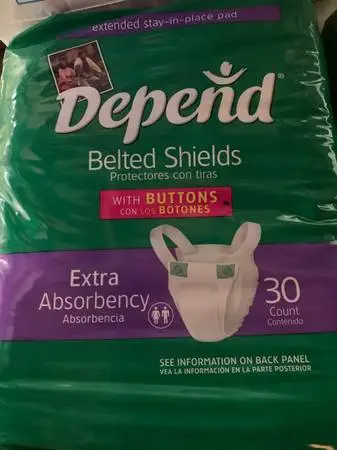 extended stay-in-place pad
Depend®
Belted Shields
Protectores con tiras
WITH BUTTONS
CON LOS BOTONES
Extra
Absorbency
Absorbencia
30
Count
Contenido
SEE INFORMATION ON BACK PANEL
VEA LA INFORMACIÓN EN LA PARTE POSTERIOR